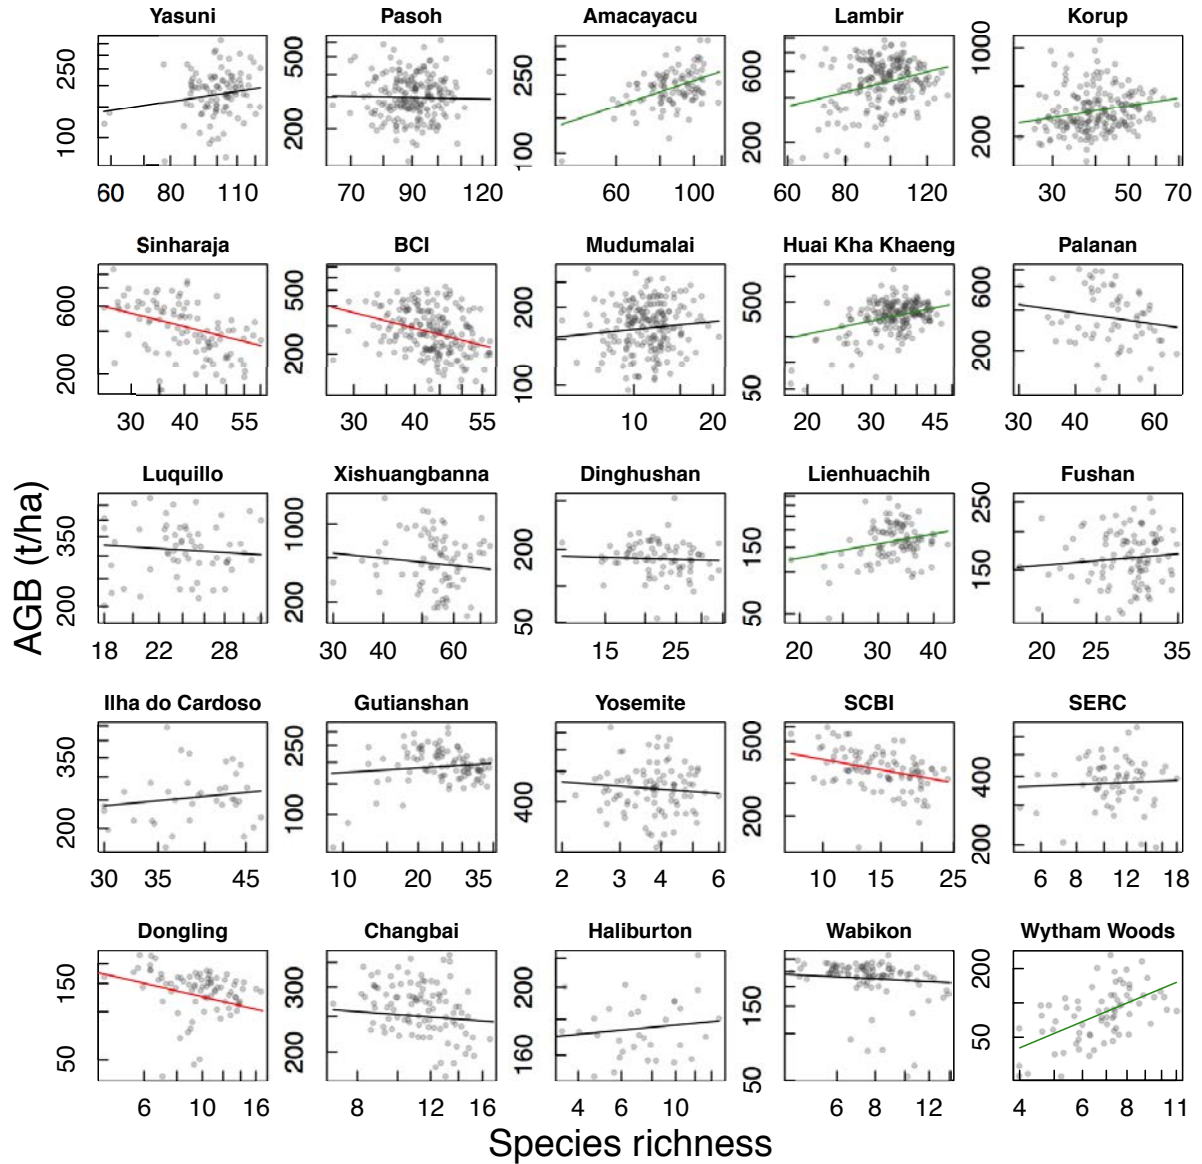 Yasuni Pasoh Amacayacu Lambir Korup
250 100 500 200 250 100 600 200 1000 200
60 80 110 70 90 120 60 100 60 80 120 30 50 70
Sinharaja BCI Mudumalai Huai Kha Khaeng Palanan
600 200 500 200 200 100 500 50 600 200
30 40 55 30 40 55 10 20 20 30 45 30 40 60
Luquillo Xishuangbanna Dinghushan Lienhuachih Fushan
350 200 1000 200 200 50 150 50 250 150
18 22 28 30 40 60 15 25 20 30 40 20 25 35
Ilha do Cardoso Gutianshan Yosemite SCBI SERC
350 200 250 100 400 500 200 400 200
30 35 45 10 20 35 2 3 4 6 10 15 25 6 8 12 18
Dongling Changbai Haliburton Wabikon Wytham Woods
150 50 300 200 200 160 150 50 200 50
6 10 16 8 12 16 4 6 10 6 8 12 4 6 8 11
AGB (t/ha)
Species richness